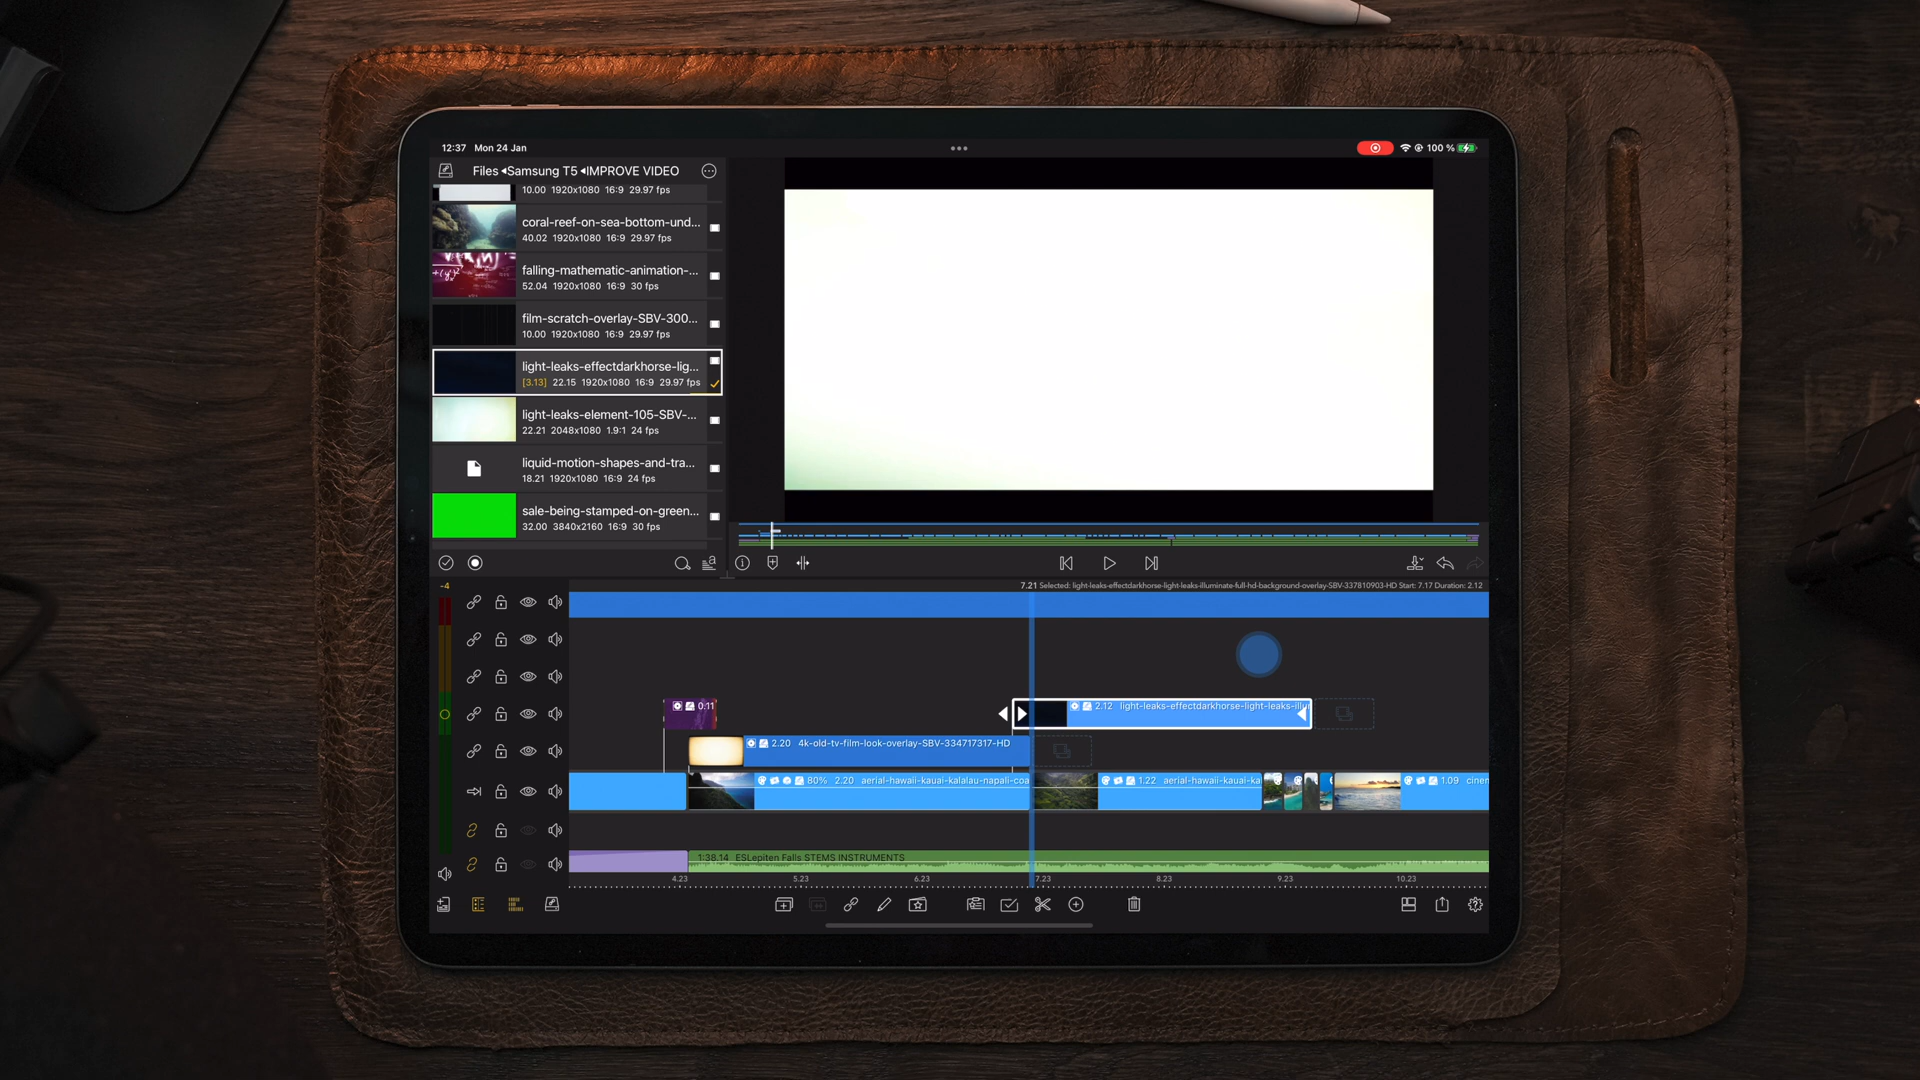 12:37 Mon 24 Jan
100 %
Files ◂Samsung T5 ◂IMPROVE VIDEO
10.00 1920x1080 16:9 29.97 fps
coral-reef-on-sea-bottom-und...
40.02 1920x1080 16:9 29.97 fps
falling-mathematic-animation-...
52.04 1920x1080 16:9 30 fps
film-scratch-overlay-SBV-300...
10.00 1920x1080 16:9 29.97 fps
light-leaks-effectdarkhorse-lig...
[3.13] 22.15 1920x1080 16:9 29.97 fps
light-leaks-element-105-SBV-...
22.21 2048x1080 1.9:1 24 fps
liquid-motion-shapes-and-tra...
18.21 1920x1080 16:9 24 fps
sale-being-stamped-on-green...
32.00 3840x2160 16:9 30 fps
-4
7.21 Selected: light-leaks-effectdarkhorse-light-leaks-illuminate-full-hd-background-overlay-SBV-337810903-HD Start: 7.17 Duration: 2.12
0:11
2.12 light-leaks-effectdarkhorse-light-leaks-illu
2.20 4k-old-tv-film-look-overlay-SBV-334717317-HD
80% 2.20 aerial-hawaii-kauai-kalalau-napali-coa
1.22 aerial-hawaii-kauai-ka
1.09 cinem
1:38.14 ESLepiten Falls STEMS INSTRUMENTS
4.23 5.23 6.23 7.23 8.23 9.23 10.23